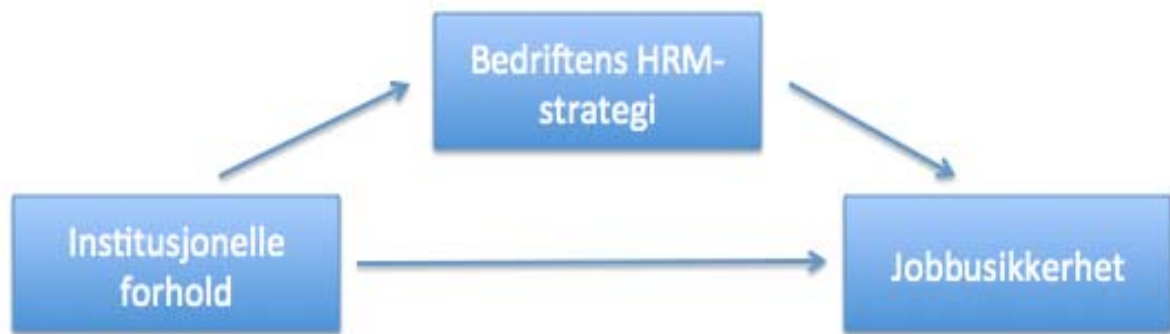 Bedriftens HRM-
strategi
Institusjonelle
forhold
Jobbusikkerhet